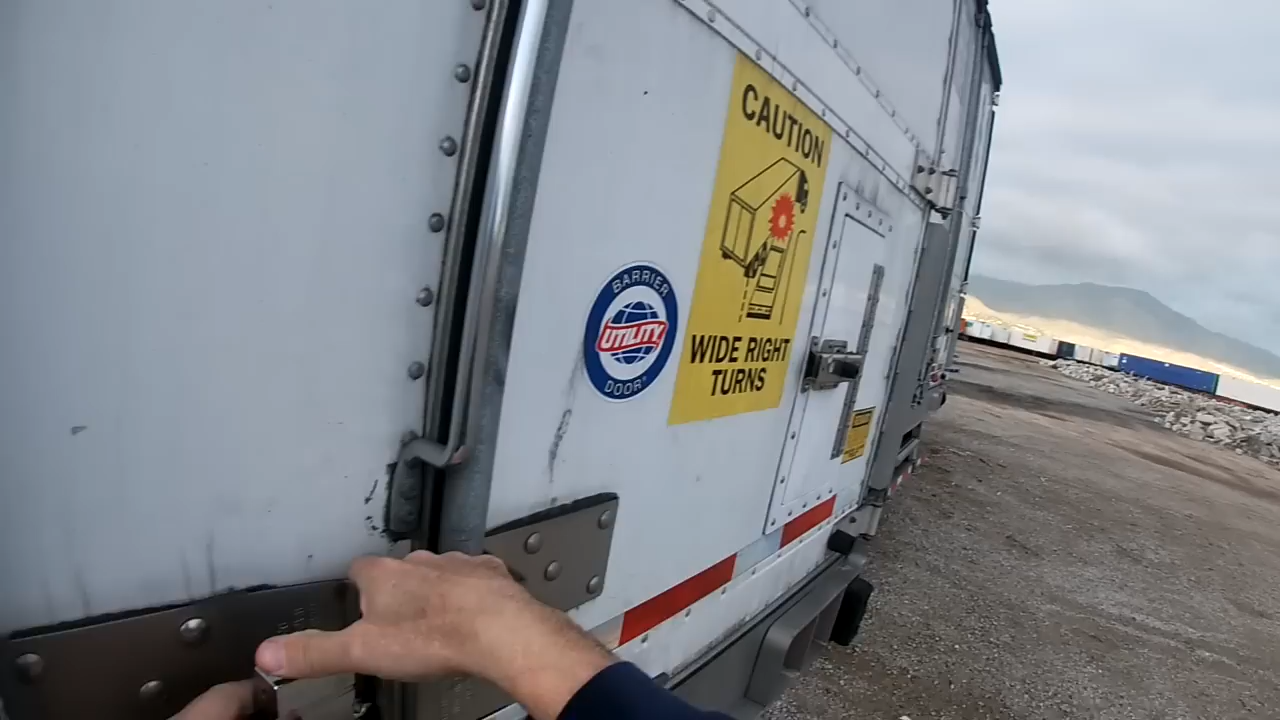 CAUTION
WIDE RIGHT
TURNS
BARRIER
UTILITY
DOOR®